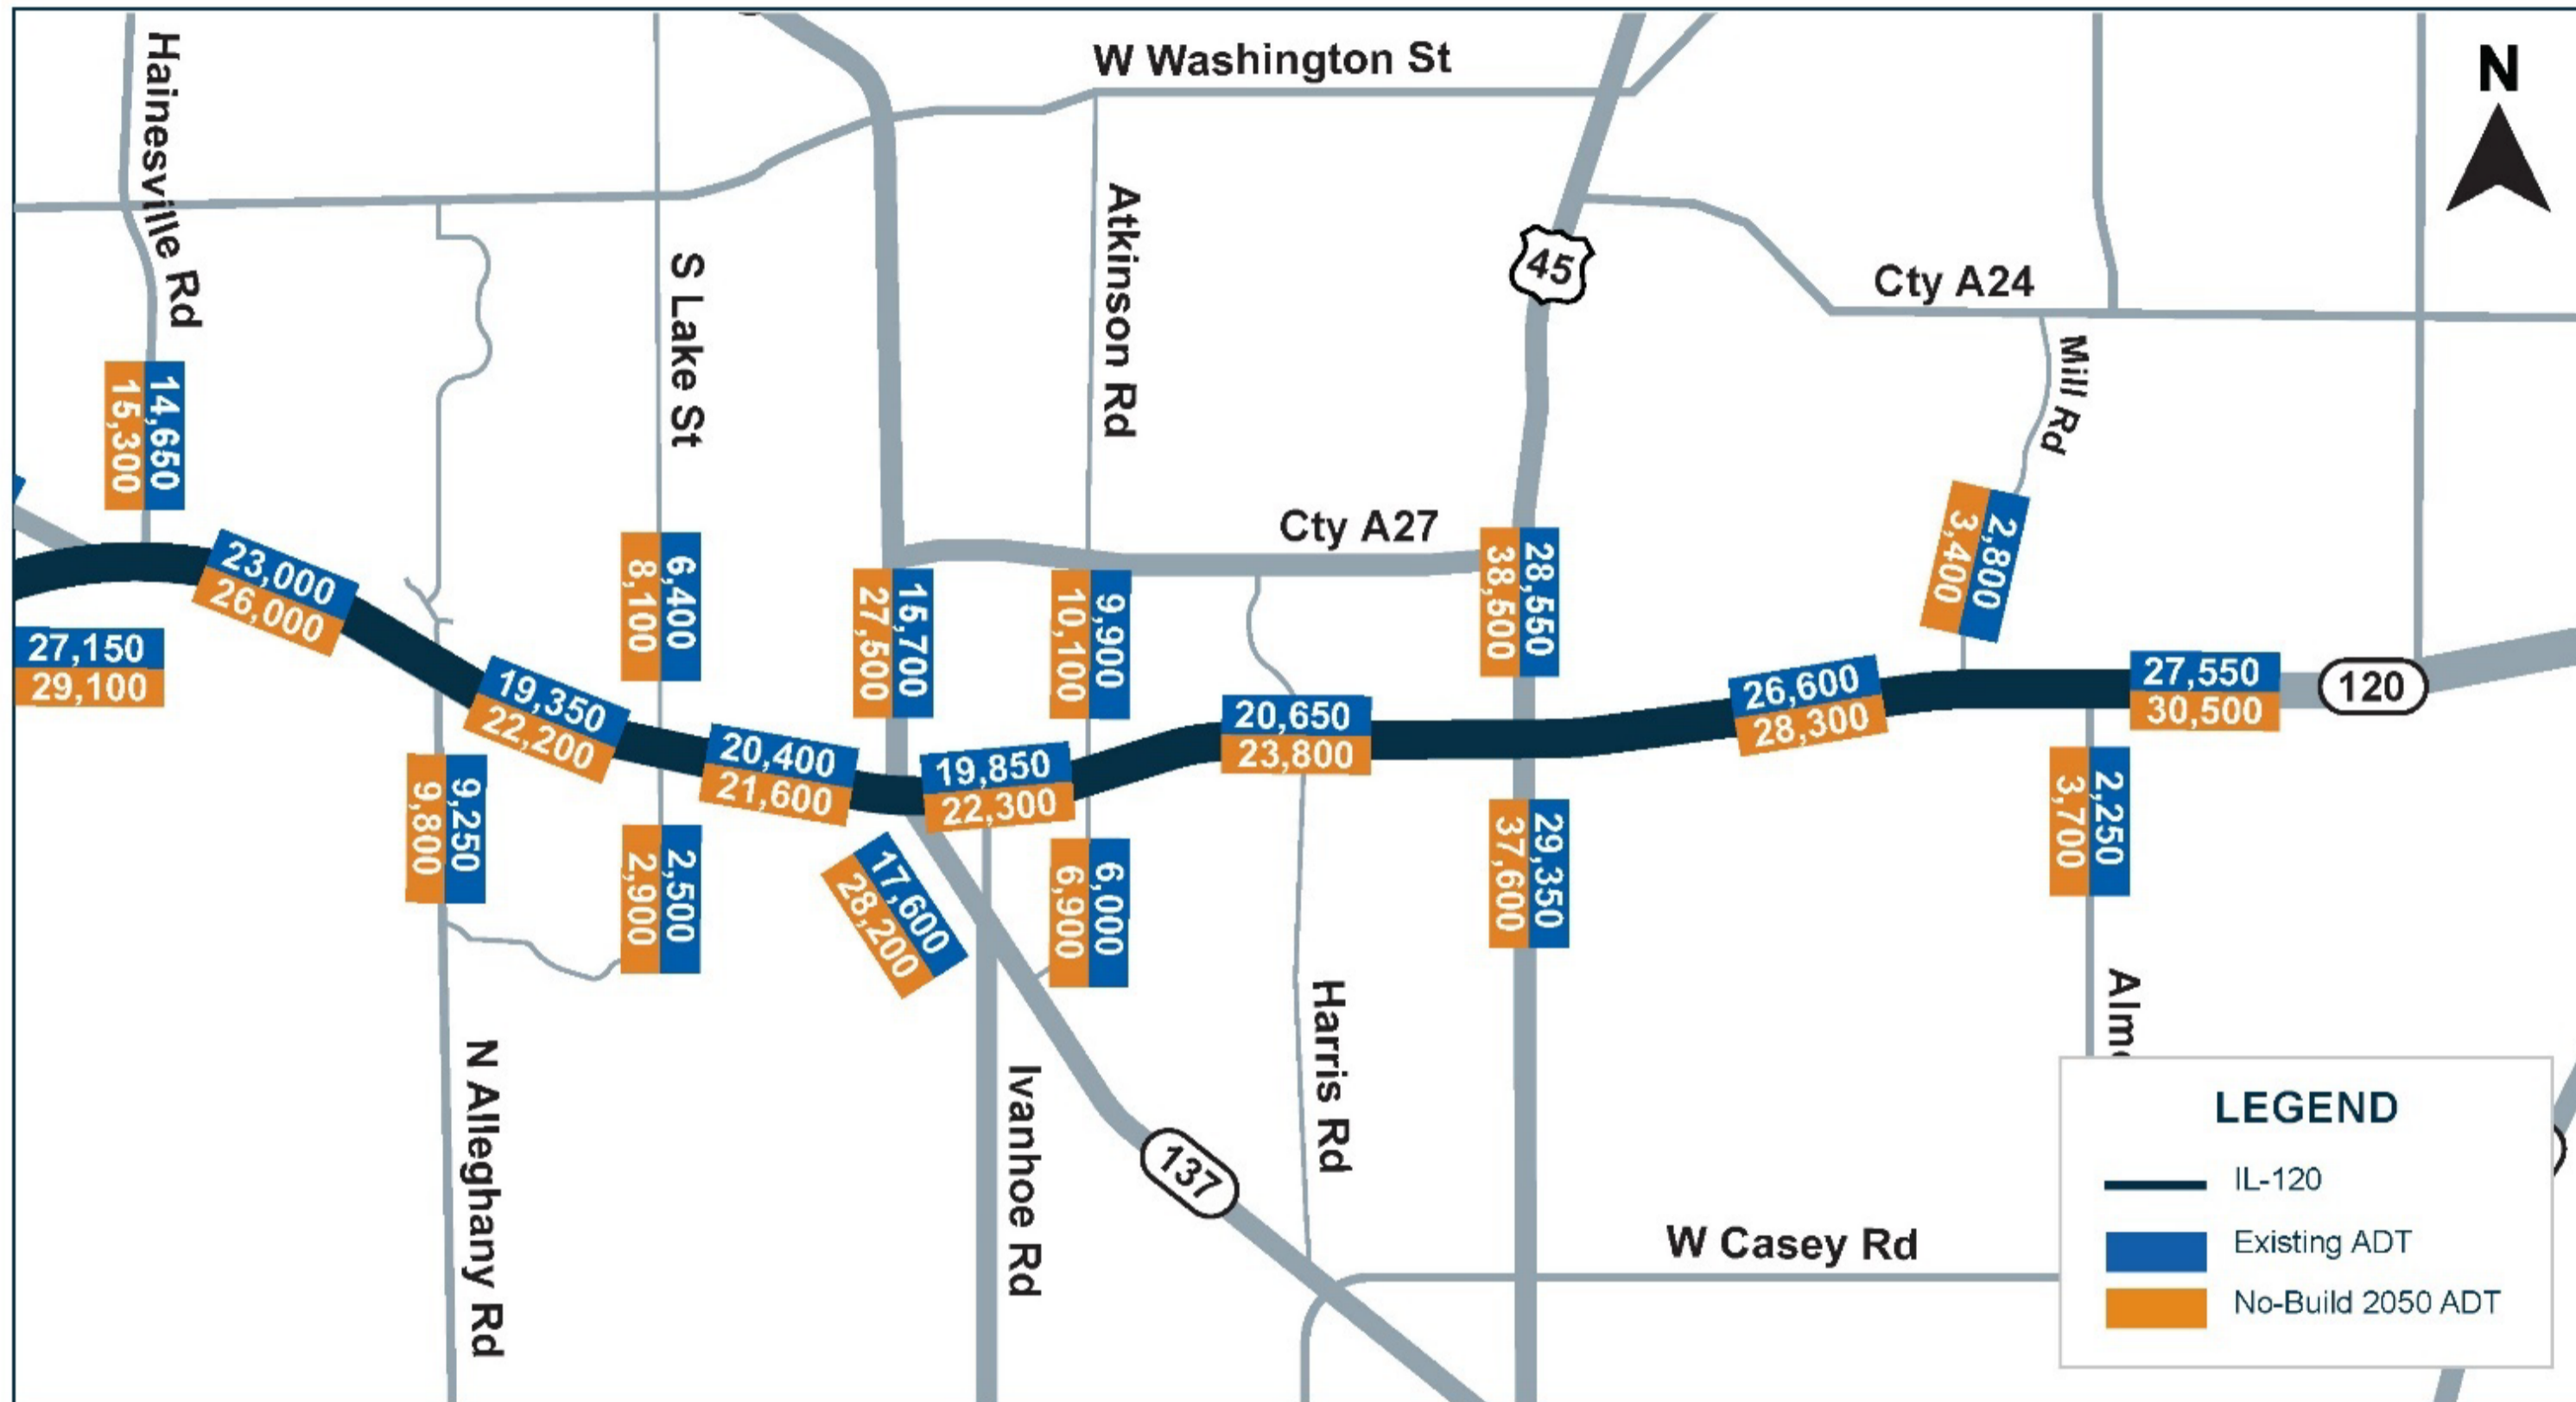 W Washington St
N
Hainesville Rd
S Lake St
Atkinson Rd
45
Cty A24
Mill Rd
14,650
15,300
Cty A27
23,000
26,000
6,400
8,100
15,700
27,500
9,900
10,100
28,550
38,500
2,800
3,400
27,150
29,100
19,350
22,200
20,400
21,600
19,850
22,300
20,650
23,800
26,600
28,300
27,550
30,500
120
9,250
9,800
2,500
2,900
17,600
28,200
6,000
6,900
29,350
37,600
2,250
3,700
N Alleghany Rd
Ivanhoe Rd
137
Harris Rd
W Casey Rd
LEGEND
IL-120
Existing ADT
No-Build 2050 ADT